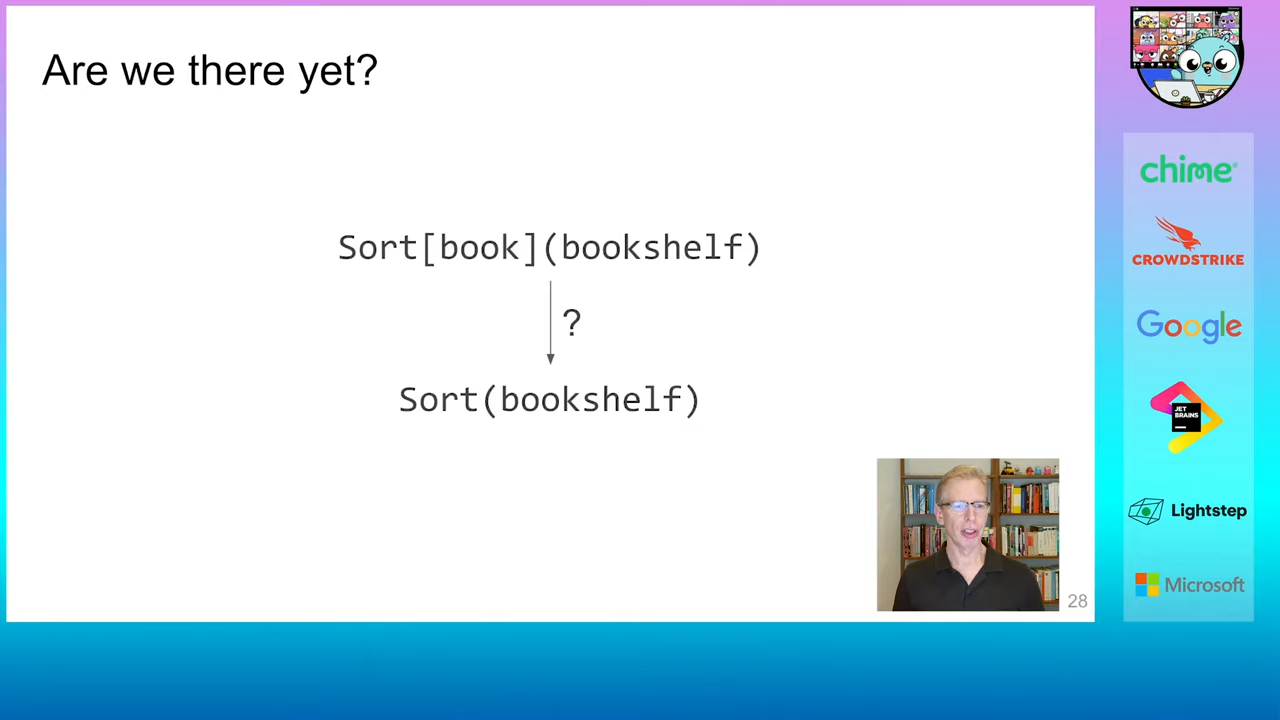 Are we there yet?
Sort[book](bookshelf)
?
Sort(bookshelf)
28
chime®
CROWDSTRIKE
Google
JET
BRAINS
Lightstep
Microsoft